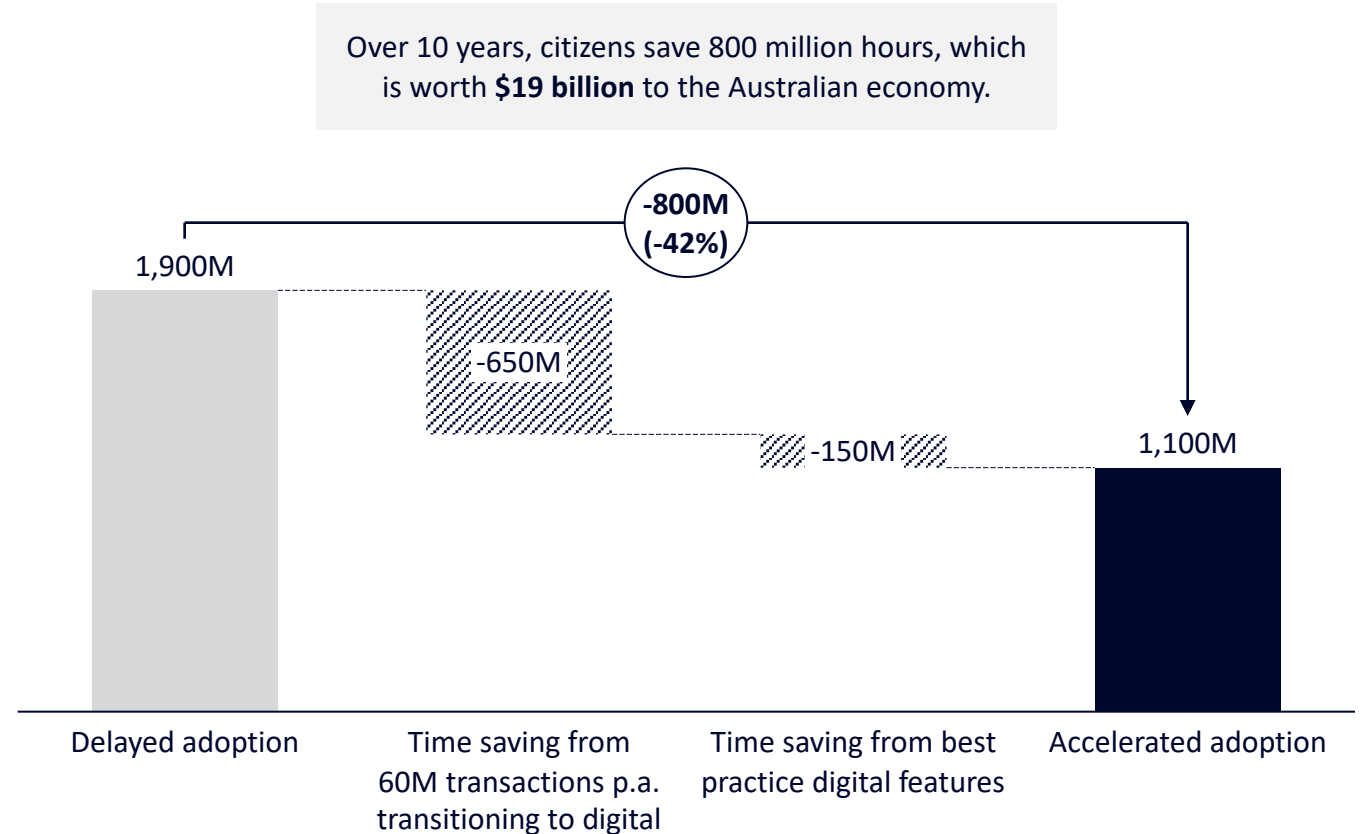 Over 10 years, citizens save 800 million hours, which
is worth $19 billion to the Australian economy.
-800M
(-42%)
1,900M
-650M
-150M
1,100M
Delayed adoption
Time saving from
60M transactions p.a.
transitioning to digital
Time saving from best
practice digital features
Accelerated adoption